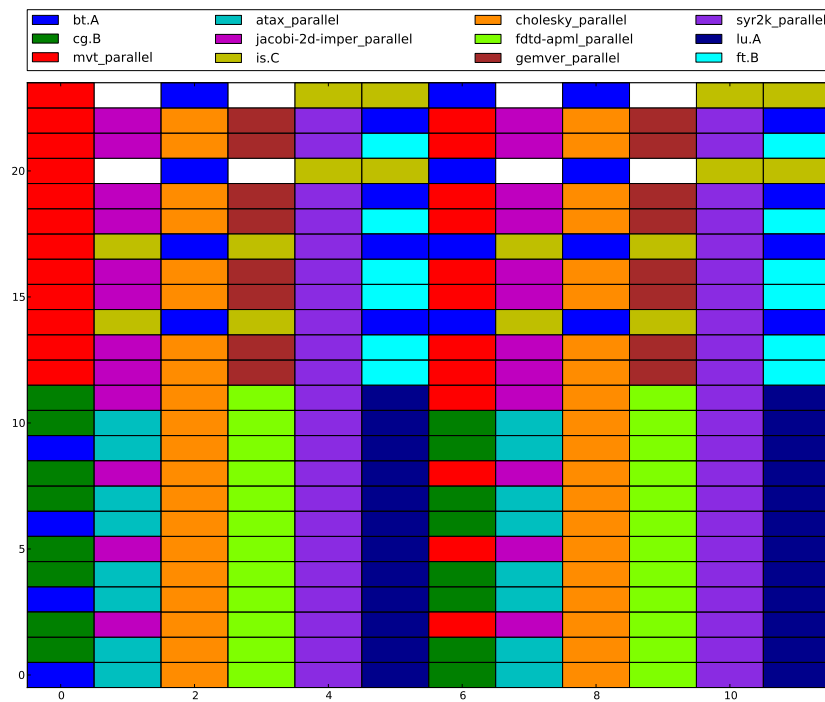 bt.A atax_parallel cholesky_parallel syr2k_parallel
cg.B jacobi-2d-imper_parallel fdtd-apml_parallel lu.A
mvt_parallel is.C gemver_parallel ft.B
20
15
10
5
0
0 2 4 6 8 10